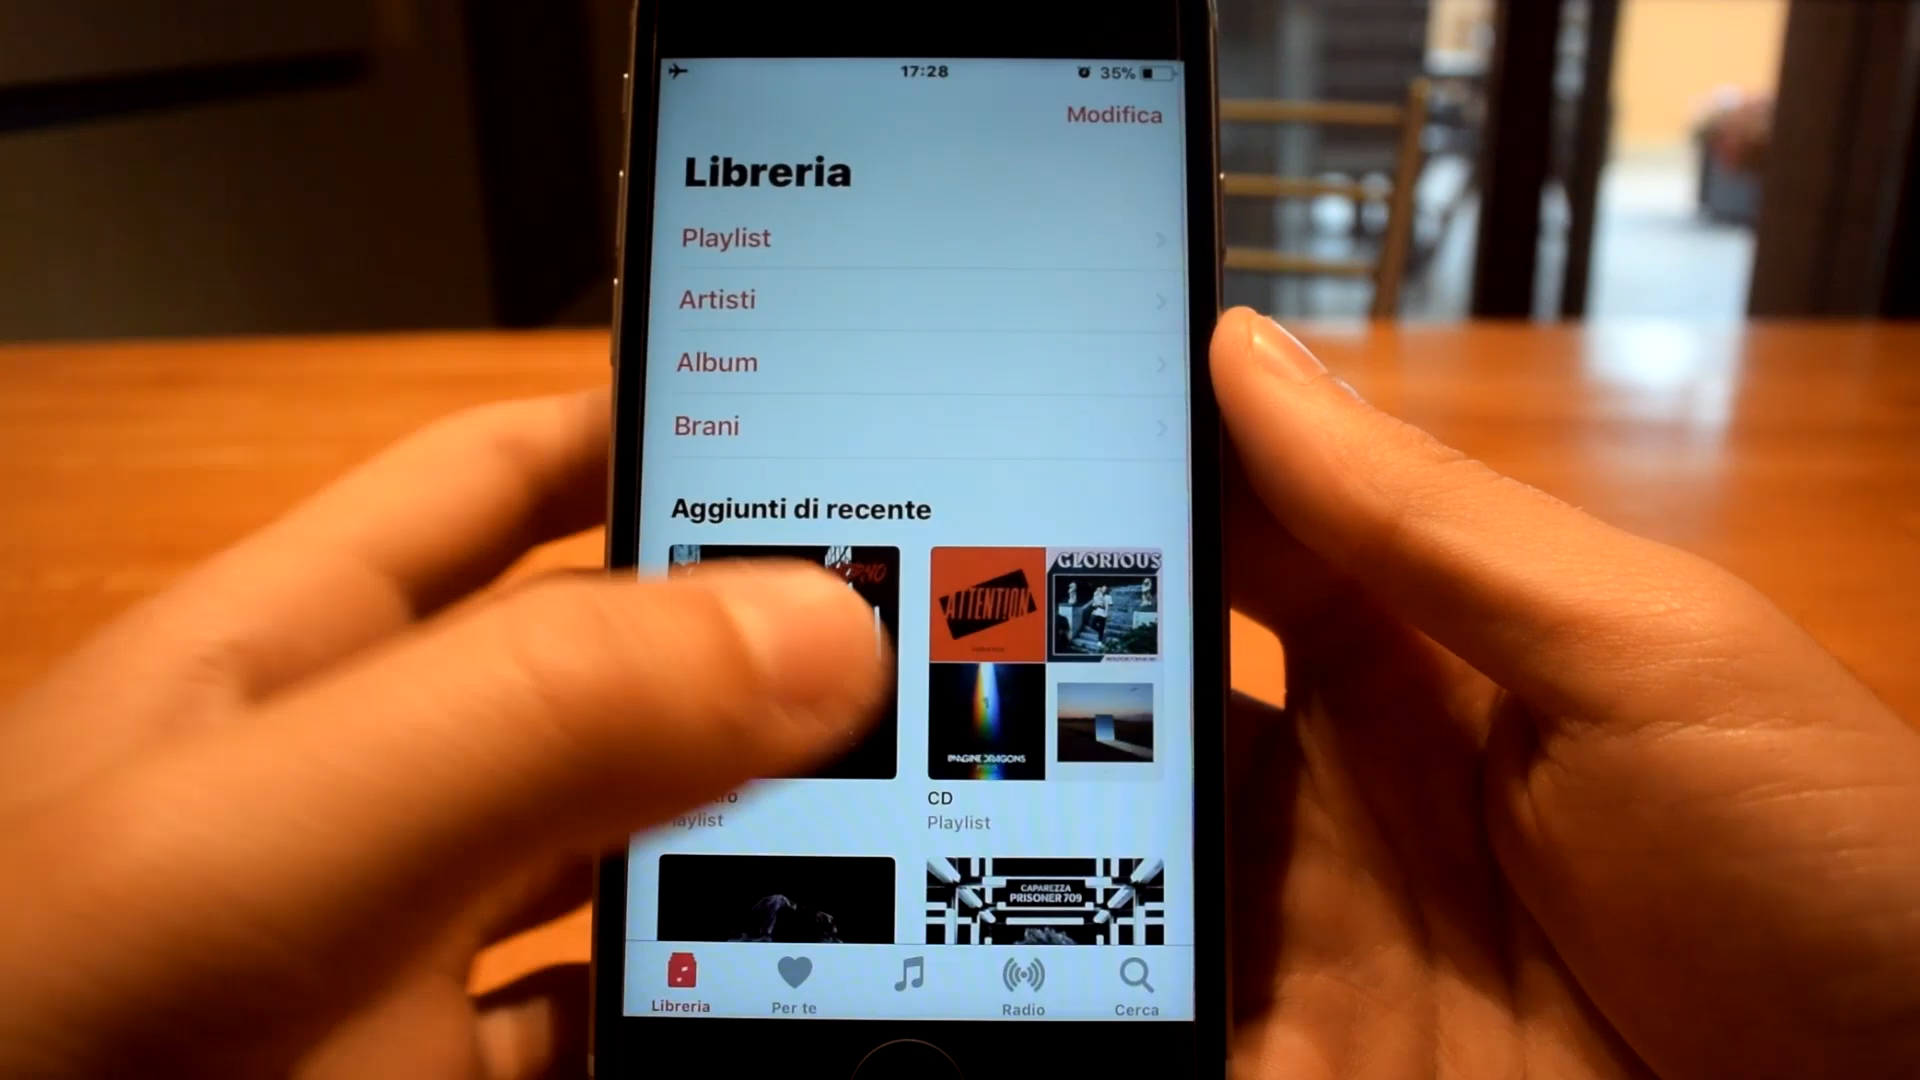 17:28
35%
Modifica
Libreria
Playlist
Artisti
Album
Brani
Aggiunti di recente
ATTENTION
GLORIOUS
IMAGINE DRAGONS
CD
Playlist
CAPAREZZA
PRISONER 709
Libreria
Per te
Radio
Cerca